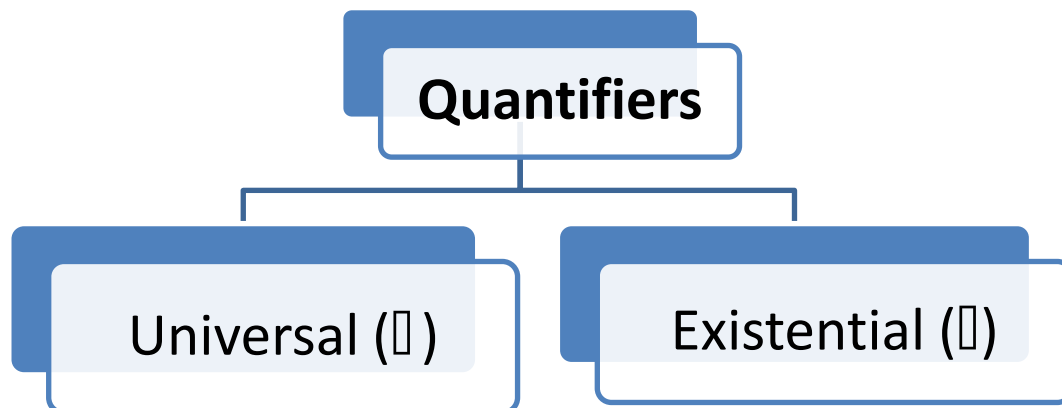 Quantifiers
Universal (▯ )
Existential (▯)